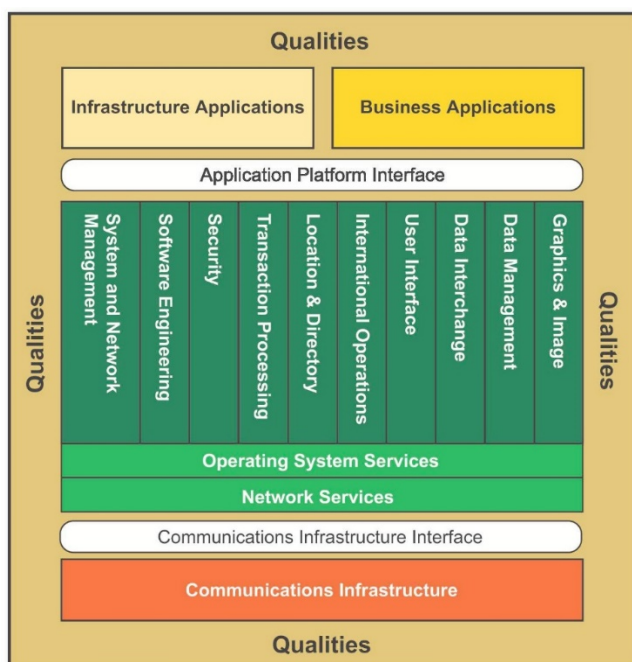 Qualities
Infrastructure Applications
Business Applications
Application Platform Interface
System and Network
Management
Software Engineering
Security
Transaction Processing
Location & Directory
International Operations
User Interface
Data Interchange
Data Management
Graphics & Image
Qualities
Qualities
Operating System Services
Network Services
Communications Infrastructure Interface
Communications Infrastructure
Qualities